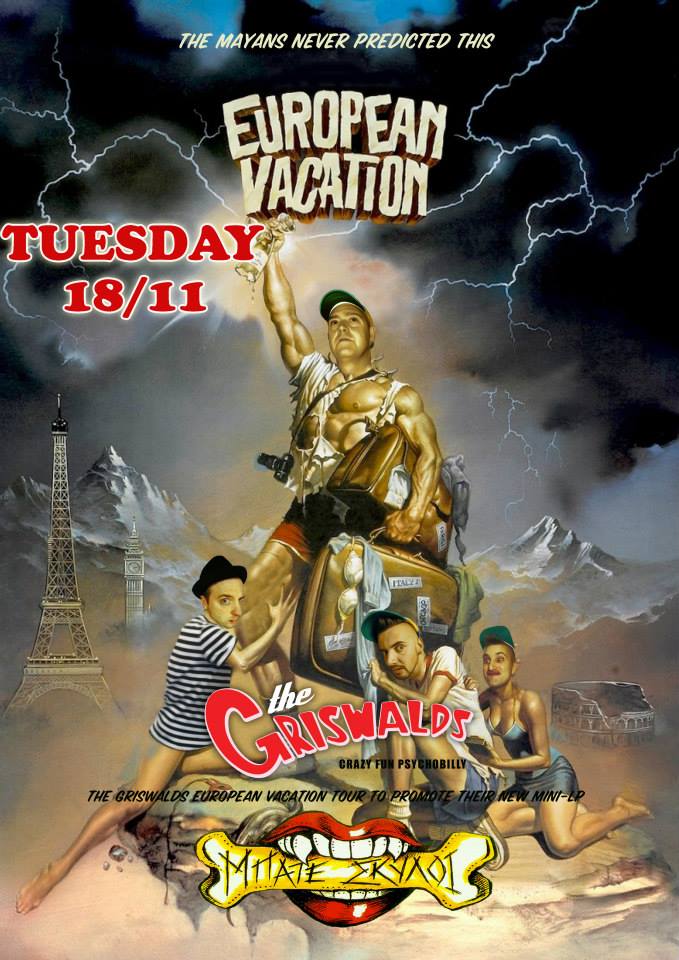 THE MAYANS NEVER PREDICTED THIS
EUROPEAN
VACATION
TUESDAY
18/11
ITALY
the
GRISWALDS
CRAZY FUN PSYCHOBILLY
THE GRISWALDS EUROPEAN VACATION TOUR TO PROMOTE THEIR NEW MINI-LP
ΜΠΑΤΕ ΣΚΥΛΟΙ